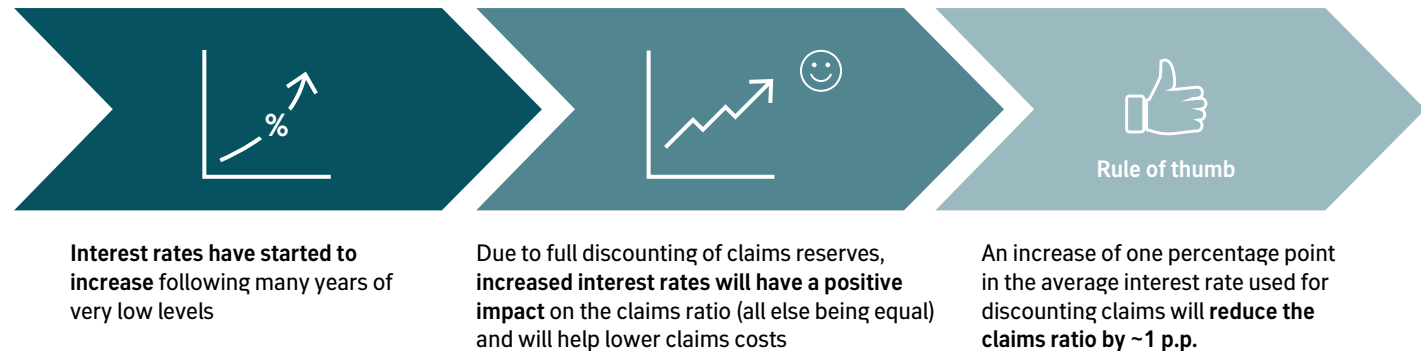 %
Rule of thumb
Interest rates have started to
increase following many years of
very low levels
Due to full discounting of claims reserves,
increased interest rates will have a positive
impact on the claims ratio (all else being equal)
and will help lower claims costs
An increase of one percentage point
in the average interest rate used for
discounting claims will reduce the
claims ratio by ~1 p.p.